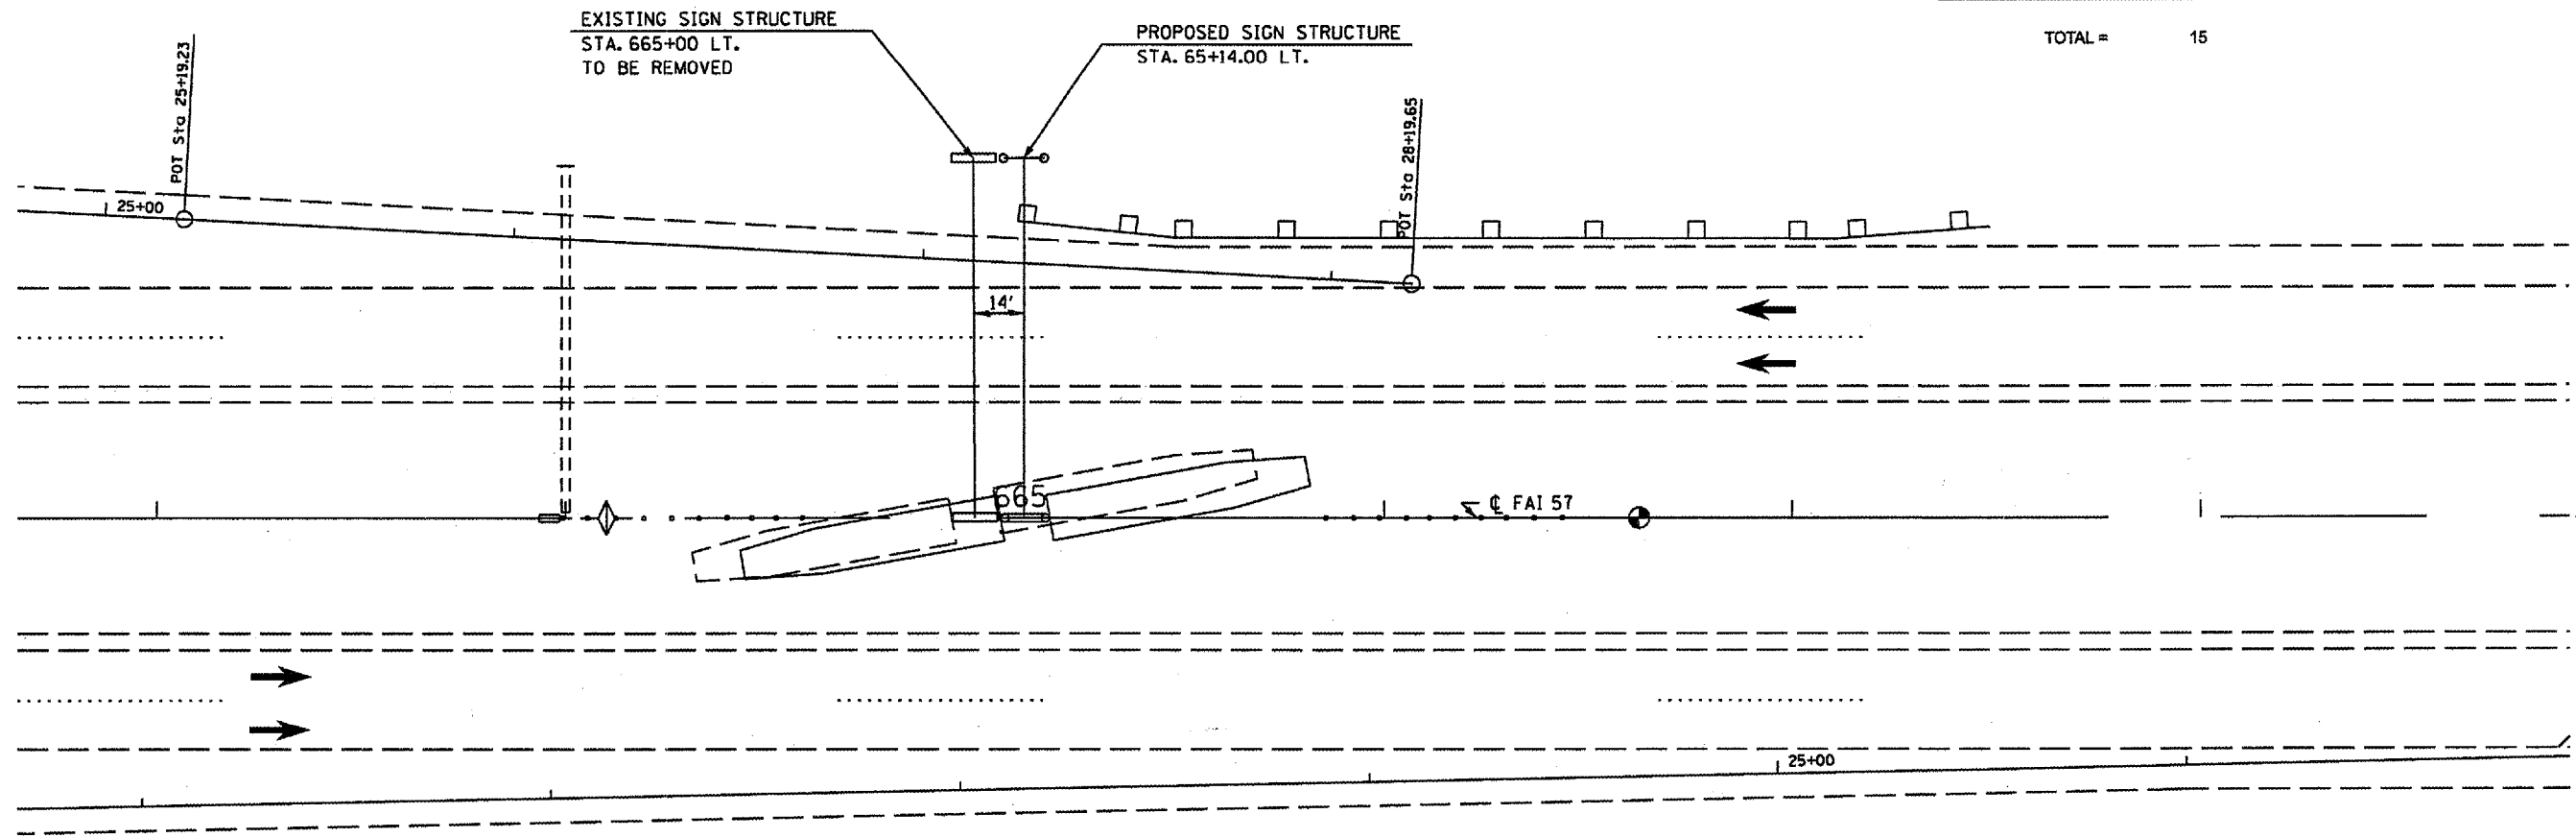 EXISTING SIGN STRUCTURE
STA. 665+00 LT.
TO BE REMOVED
PROPOSED SIGN STRUCTURE
STA. 65+14.00 LT.
TOTAL = 15
POT Sta 25+19.23
POT Sta 28+19.65
25+00
14'
665
℄ FAI 57
25+00